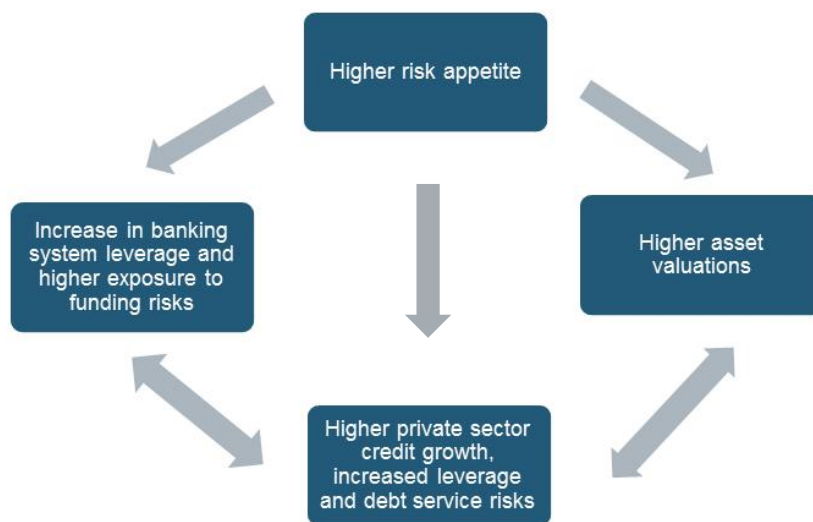 Higher risk appetite
Increase in banking
system leverage and
higher exposure to
funding risks
Higher asset
valuations
Higher private sector
credit growth,
increased leverage
and debt service risks